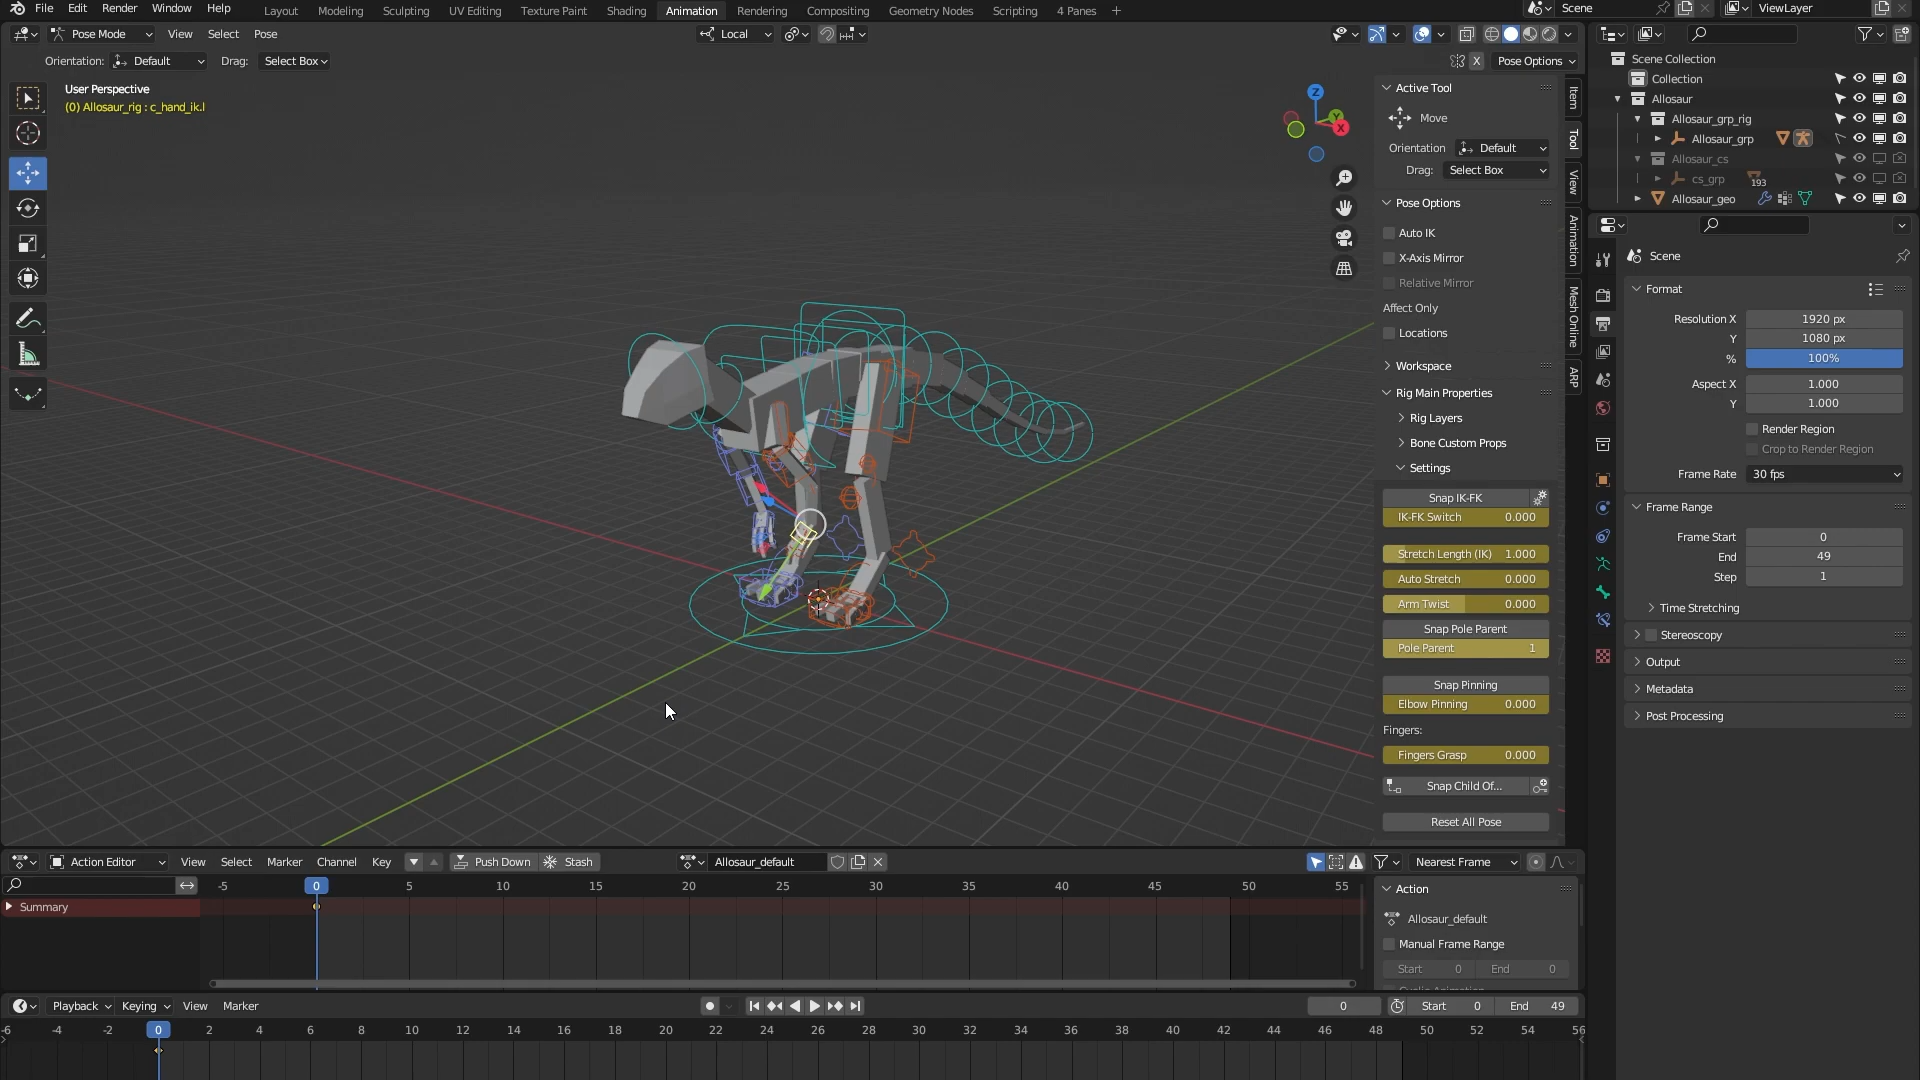 File Edit Render Window Help Layout Modeling Sculpting UV Editing Texture Paint Shading Animation Rendering Compositing Geometry Nodes Scripting 4 Panes + Scene ViewLayer
Pose Mode View Select Pose Local
Orientation: Default Drag: Select Box X Pose Options
User Perspective
(0) Allosaur_rig : c_hand_ik.l
Z Y X
Active Tool
Move
Orientation Default
Drag: Select Box
Pose Options
Auto IK
X-Axis Mirror
Relative Mirror
Affect Only
Locations
Workspace
Rig Main Properties
Rig Layers
Bone Custom Props
Settings
Snap IK-FK
IK-FK Switch 0.000
Stretch Length (IK) 1.000
Auto Stretch 0.000
Arm Twist 0.000
Snap Pole Parent
Pole Parent 1
Snap Pinning
Elbow Pinning 0.000
Fingers:
Fingers Grasp 0.000
Snap Child Of...
Reset All Pose
Item
Tool
View
Animation
Mesh Online
ARP
Scene Collection
Collection
Allosaur
Allosaur_grp_rig
Allosaur_grp
Allosaur_cs
cs_grp 193
Allosaur_geo
Scene
Format
Resolution X 1920 px
Y 1080 px
% 100%
Aspect X 1.000
Y 1.000
Render Region
Crop to Render Region
Frame Rate 30 fps
Frame Range
Frame Start 0
End 49
Step 1
Time Stretching
Stereoscopy
Output
Metadata
Post Processing
Action Editor View Select Marker Channel Key Push Down Stash Allosaur_default Nearest Frame
-5 0 5 10 15 20 25 30 35 40 45 50 55
Summary
Action
Allosaur_default
Manual Frame Range
Start 0 End 0
Playback Keying View Marker 0 Start 0 End 49
-6 -4 -2 0 2 4 6 8 10 12 14 16 18 20 22 24 26 28 30 32 34 36 38 40 42 44 46 48 50 52 54 56